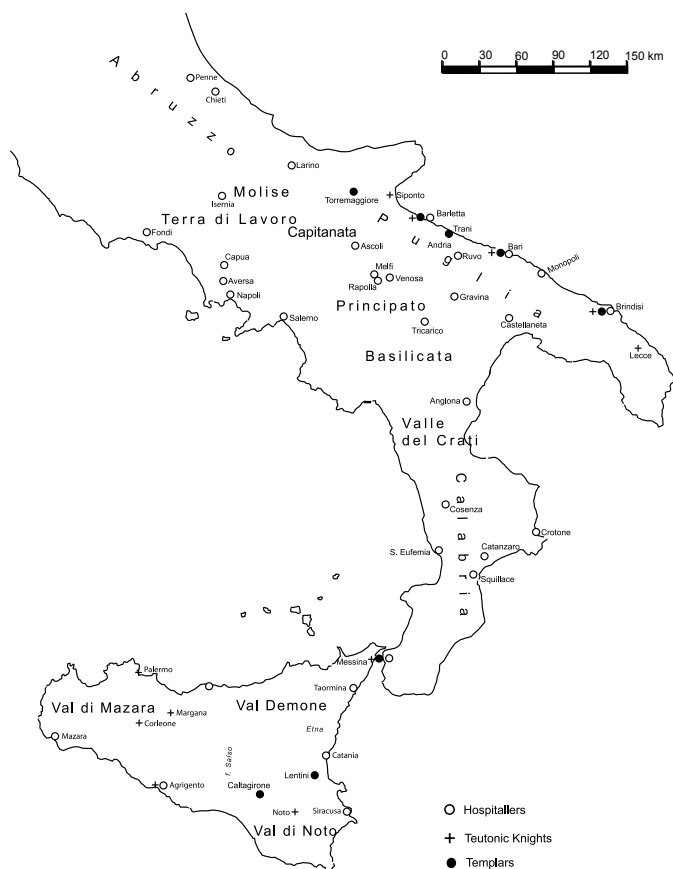 0 30 60 90 120 150 km
Abruzzo
Penne
Chieti
Larino
Molise
Isernia
Torremaggiore
Siponto
Terra di Lavoro
Fondi
Capitanata
Puglia
Barletta
Trani
Andria
Ascoli
Ruvo
Bari
Monopoli
Capua
Melfi
Venosa
Rapolla
Aversa
Napoli
Gravina
Principato
Salerno
Tricarico
Castellaneta
Brindisi
Lecce
Basilicata
Anglona
Valle
del Crati
Calabria
Cosenza
Crotone
S. Eufemia
Catanzaro
Squillace
Messina
Palermo
Taormina
Val di Mazara
Margana
Val Demone
Corleone
Etna
Mazara
f. Salso
Catania
Lentini
Agrigento
Caltagirone
Noto
Siracusa
Val di Noto
Hospitallers
Teutonic Knights
Templars